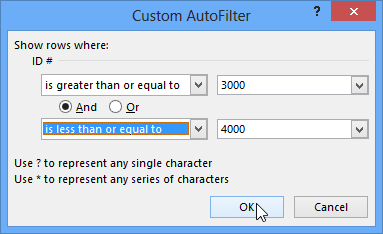 Custom AutoFilter ?
Show rows where:
ID #
is greater than or equal to 3000
And Or
is less than or equal to 4000
Use ? to represent any single character
Use * to represent any series of characters
OK Cancel